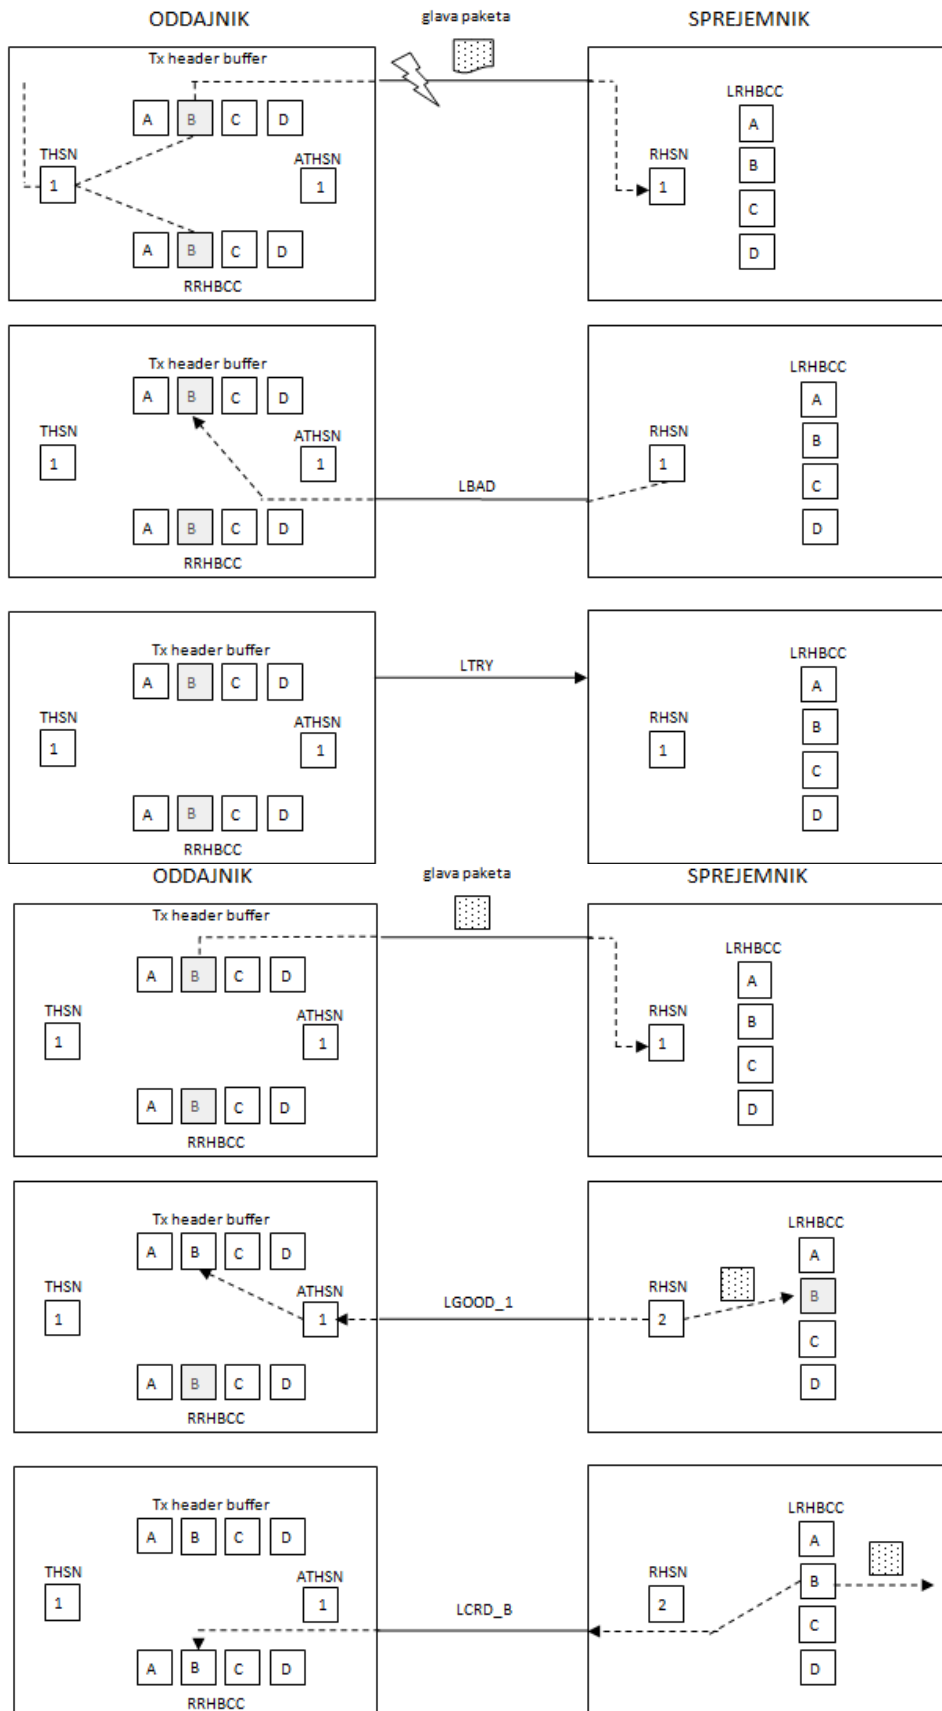 ODDAJNIK glava paketa SPREJEMNIK
Tx header buffer
LRHBCC
A B C D
A
THSN ATHSN RHSN
B
1 1 1
C
A B C D
D
RRHBCC
Tx header buffer
LRHBCC
A B C D
A
THSN ATHSN RHSN
B
1 1 1
LBAD
C
A B C D
D
RRHBCC
Tx header buffer
LTRY
LRHBCC
A B C D
A
THSN ATHSN RHSN
B
1 1 1
C
A B C D
D
RRHBCC
ODDAJNIK glava paketa SPREJEMNIK
Tx header buffer
LRHBCC
A B C D
A
THSN ATHSN RHSN
B
1 1 1
C
A B C D
D
RRHBCC
Tx header buffer
LRHBCC
A B C D
A
THSN ATHSN RHSN
B
LGOOD_1
1 1 2
C
A B C D
D
RRHBCC
Tx header buffer
LRHBCC
A B C D
A
THSN ATHSN RHSN
B
1 1 2
LCRD_B
C
A B C D
D
RRHBCC